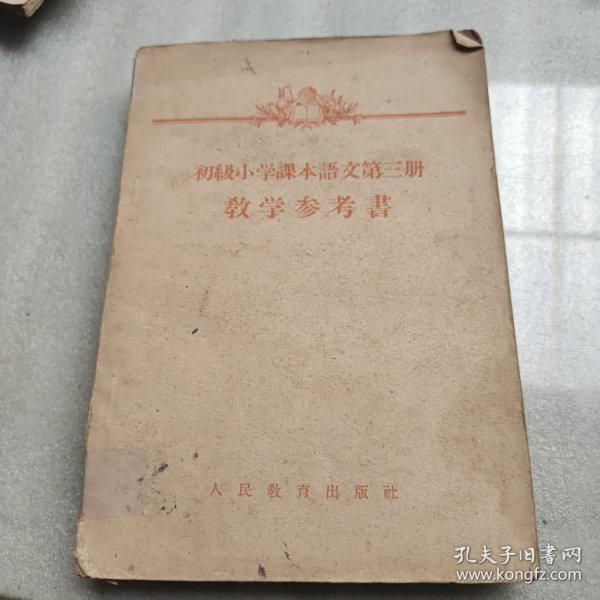 初級小学課本語文第三册
教学参考書
人民教育出版社
孔夫子旧書网
www.kongfz.com